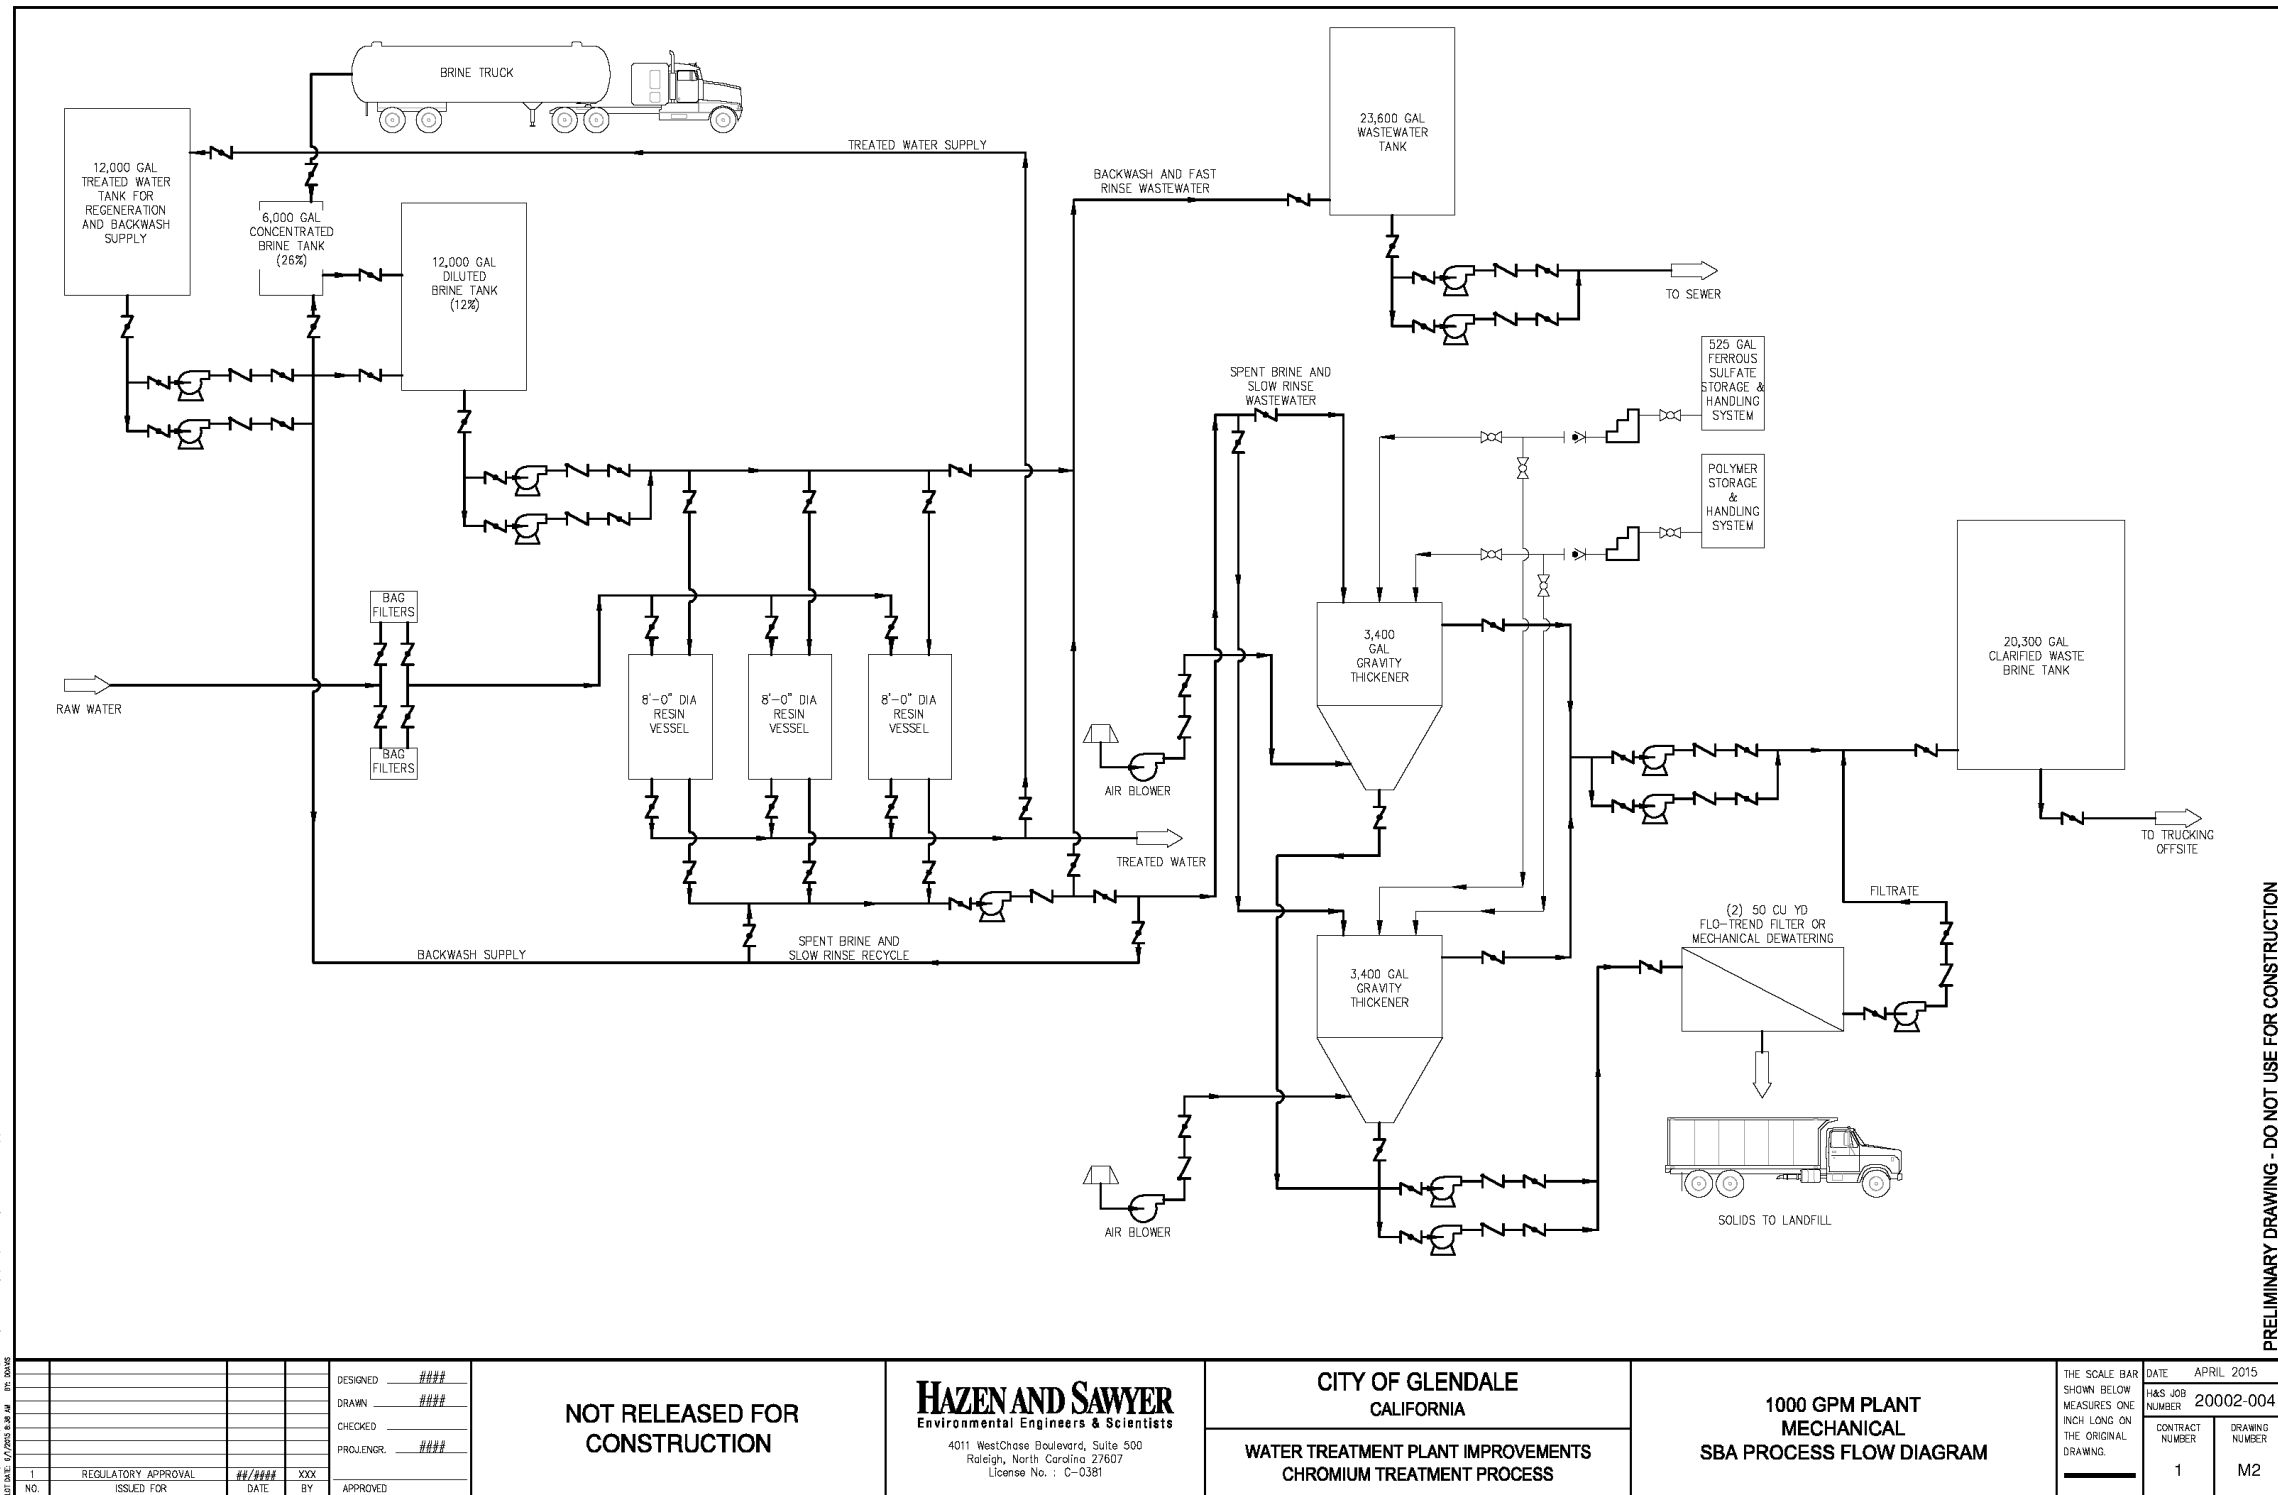 BRINE TRUCK
TREATED WATER SUPPLY
12,000 GAL
TREATED WATER
TANK FOR
REGENERATION
AND BACKWASH
SUPPLY
6,000 GAL
CONCENTRATED
BRINE TANK
(26%)
12,000 GAL
DILUTED
BRINE TANK
(12%)
BACKWASH AND FAST
RINSE WASTEWATER
23,600 GAL
WASTEWATER
TANK
TO SEWER
SPENT BRINE AND
SLOW RINSE
WASTEWATER
525 GAL
FERROUS
SULFATE
STORAGE &
HANDLING
SYSTEM
POLYMER
STORAGE
&
HANDLING
SYSTEM
BAG
FILTERS
RAW WATER
BAG
FILTERS
8'-0" DIA
RESIN
VESSEL
8'-0" DIA
RESIN
VESSEL
8'-0" DIA
RESIN
VESSEL
3,400
GAL
GRAVITY
THICKENER
20,300 GAL
CLARIFIED WASTE
BRINE TANK
AIR BLOWER
TREATED WATER
TO TRUCKING
OFFSITE
FILTRATE
(2) 50 CU YD
FLO-TREND FILTER OR
MECHANICAL DEWATERING
BACKWASH SUPPLY
SPENT BRINE AND
SLOW RINSE RECYCLE
3,400 GAL
GRAVITY
THICKENER
AIR BLOWER
SOLIDS TO LANDFILL
PRELIMINARY DRAWING - DO NOT USE FOR CONSTRUCTION
PLOT DATE: 6/1/2015 8:38 AM BY: DDAVIS
1 REGULATORY APPROVAL ##/#### XXX
NO. ISSUED FOR DATE BY
DESIGNED ####
DRAWN ####
CHECKED
PROJ.ENGR. ####
APPROVED
NOT RELEASED FOR
CONSTRUCTION
HAZEN AND SAWYER
Environmental Engineers & Scientists
4011 WestChase Boulevard, Suite 500
Raleigh, North Carolina 27607
License No. : C-0381
CITY OF GLENDALE
CALIFORNIA
WATER TREATMENT PLANT IMPROVEMENTS
CHROMIUM TREATMENT PROCESS
1000 GPM PLANT
MECHANICAL
SBA PROCESS FLOW DIAGRAM
THE SCALE BAR
SHOWN BELOW
MEASURES ONE
INCH LONG ON
THE ORIGINAL
DRAWING.
DATE APRIL 2015
H&S JOB
NUMBER 20002-004
CONTRACT
NUMBER
1
DRAWING
NUMBER
M2